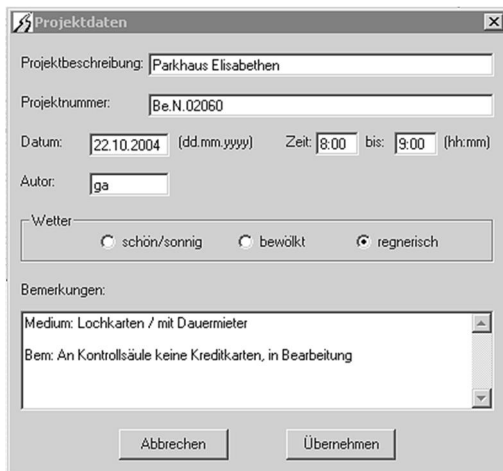 Projektdaten
Projektbeschreibung: Parkhaus Elisabethen
Projektnummer: Be.N.02060
Datum: 22.10.2004 (dd.mm.yyyy) Zeit: 8:00 bis: 9:00 (hh:mm)
Autor: ga
Wetter
schön/sonnig bewölkt regnerisch
Bemerkungen:
Medium: Lochkarten / mit Dauermieter
Bem: An Kontrollsäule keine Kreditkarten, in Bearbeitung
Abbrechen Übernehmen